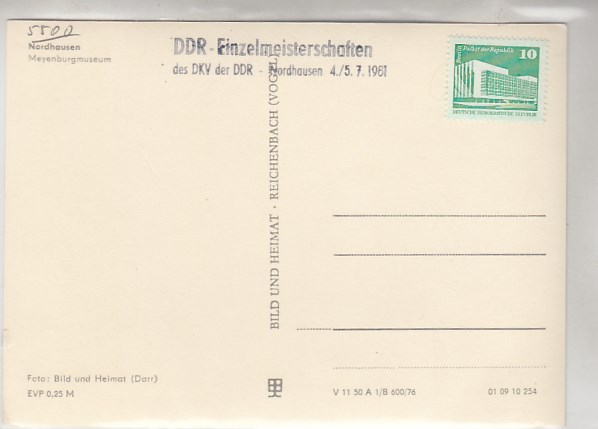 5500
Nordhausen
Meyenburgmuseum
DDR - Einzelmeisterschaften
des DKV der DDR - Nordhausen 4./5. 7. 1981
Berlin Palast der Republik
10
DEUTSCHE DEMOKRATISCHE REPUBLIK
BILD UND HEIMAT · REICHENBACH (VOGTL)
Foto: Bild und Heimat (Darr)
EVP 0,25 M
V 11 50 A 1/B 600/76
01 09 10 254